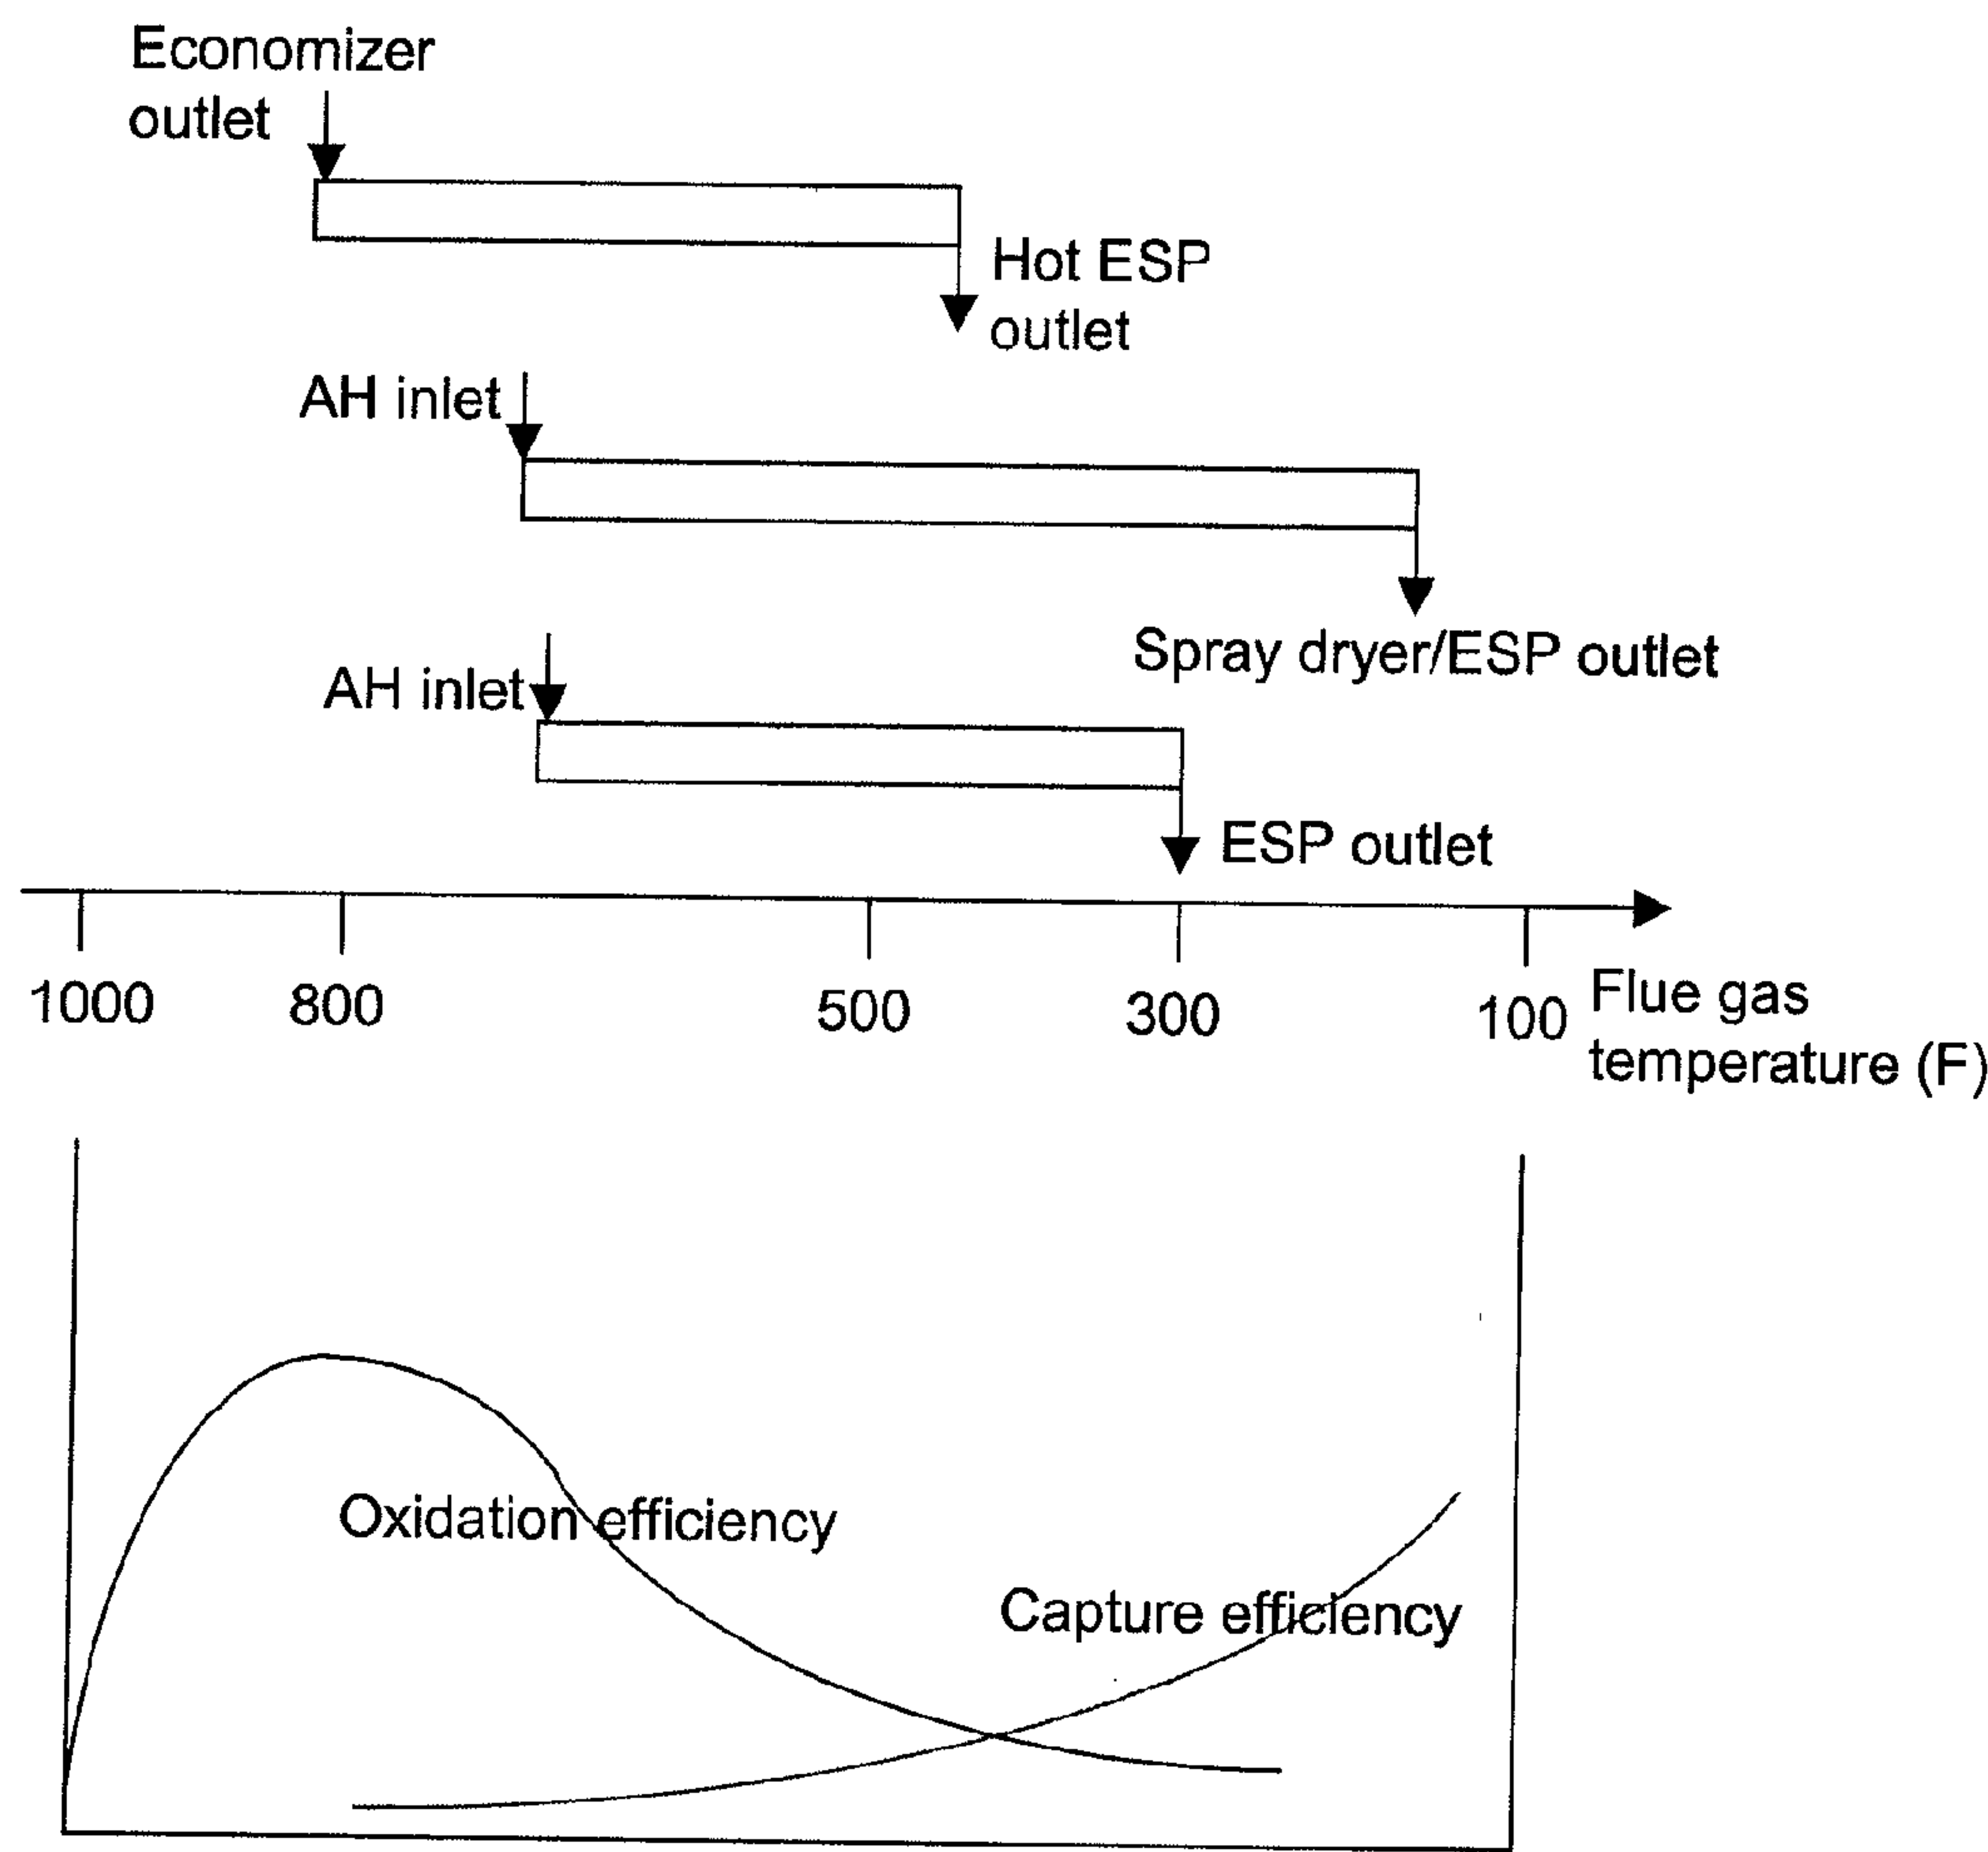 Economizer
outlet
Hot ESP
outlet
AH inlet
Spray dryer/ESP outlet
AH inlet
ESP outlet
1000
800
500
300
100
Flue gas
temperature (F)
Oxidation efficiency
Capture efficiency